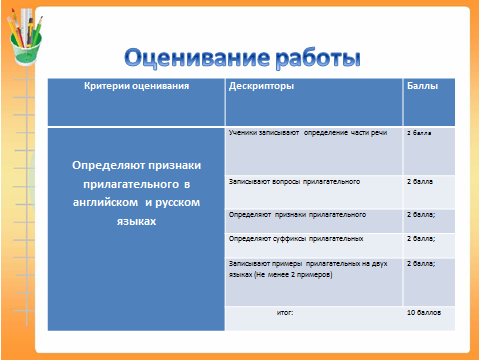 Оценивание работы
Критерии оценивания Дескрипторы Баллы
Ученики записывают определение части речи 2 балла
Определяют признаки
прилагательного в
английском и русском
языках
Записывают вопросы прилагательного 2 балла
Определяют признаки прилагательного 2 балла;
Определяют суффиксы прилагательных 2 балла;
Записывают примеры прилагательных на двух
языках (Не менее 2 примеров) 2 балла;
итог: 10 баллов